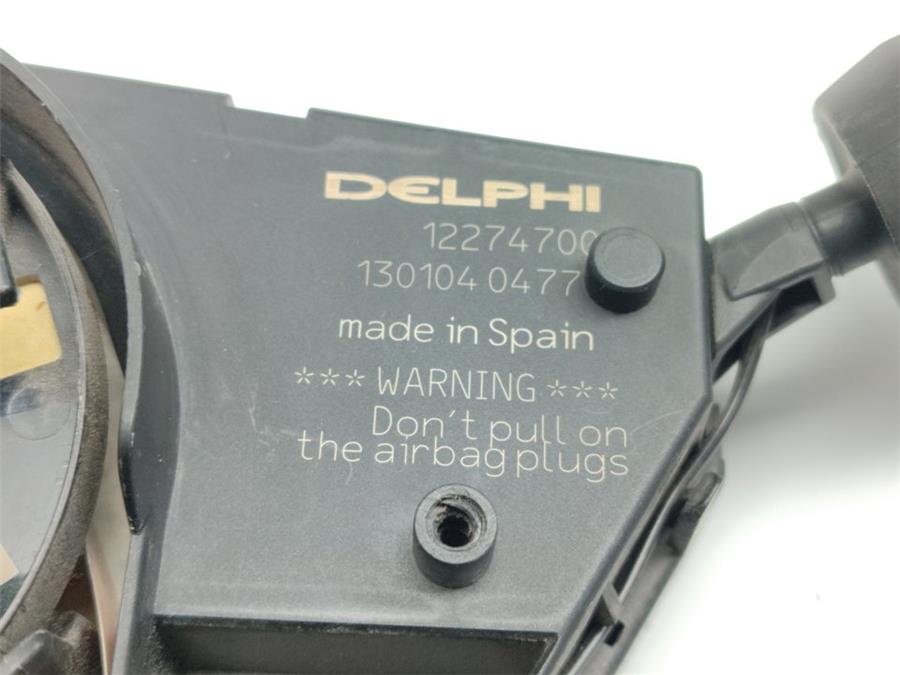 DELPHI
12274700
130104 0477
made in Spain
*** WARNING ***
Don't pull on
the airbag plugs